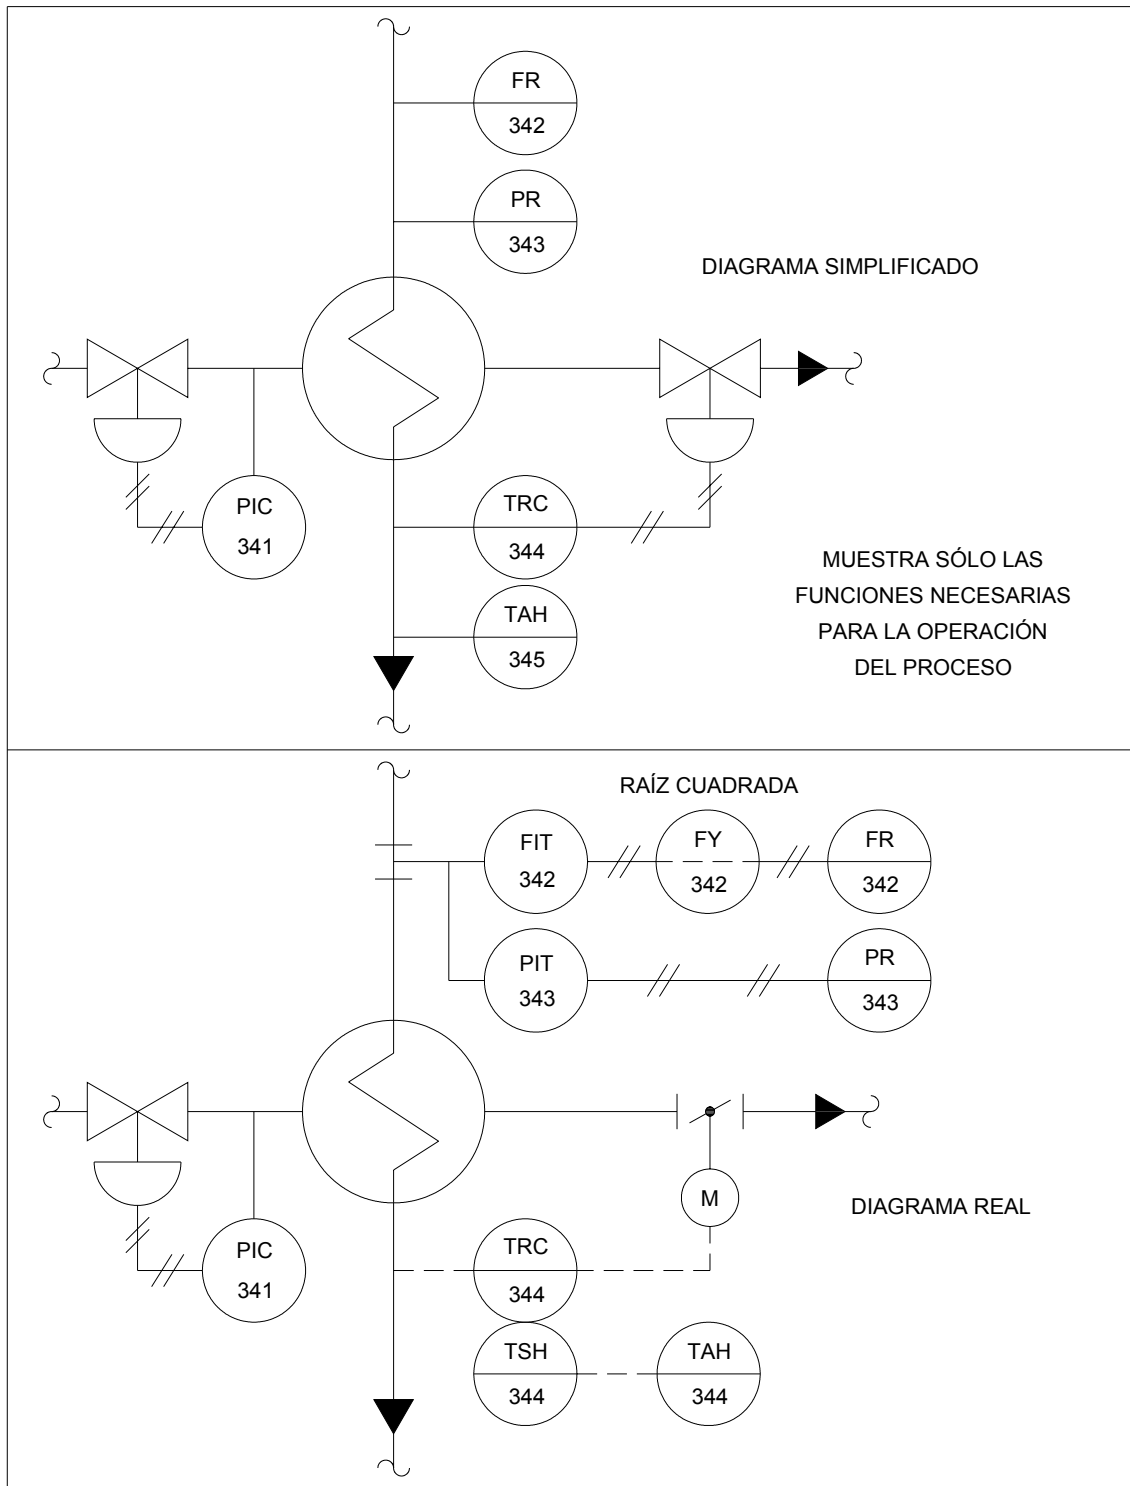 FR
342
PR
343
DIAGRAMA SIMPLIFICADO
PIC
341
TRC
344
TAH
345
MUESTRA SÓLO LAS
FUNCIONES NECESARIAS
PARA LA OPERACIÓN
DEL PROCESO
RAÍZ CUADRADA
FIT
342
FY
342
FR
342
PIT
343
PR
343
M
DIAGRAMA REAL
PIC
341
TRC
344
TSH
344
TAH
344